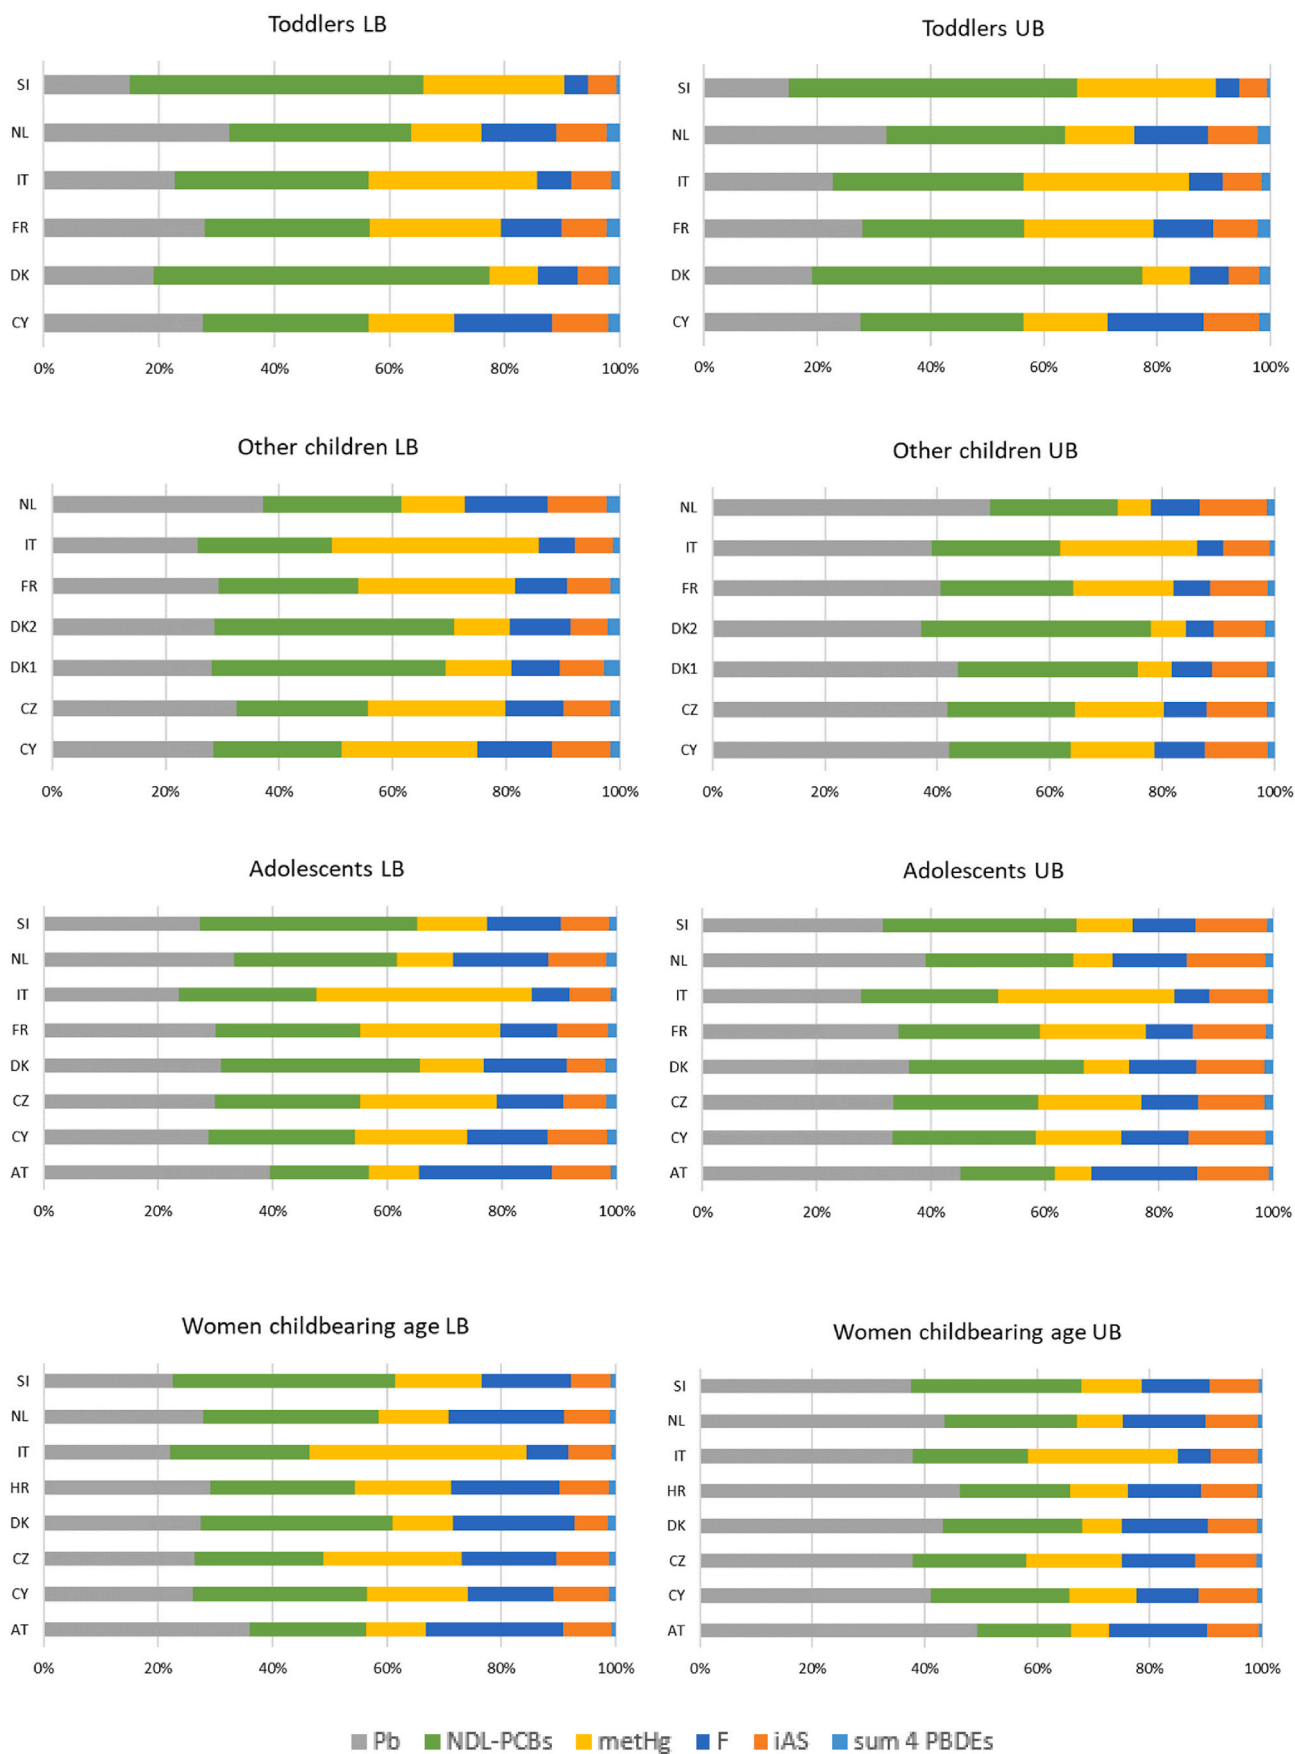 Toddlers LB
SI
NL
IT
FR
DK
CY
0% 20% 40% 60% 80% 100%
Toddlers UB
SI
NL
IT
FR
DK
CY
0% 20% 40% 60% 80% 100%
Other children LB
NL
IT
FR
DK2
DK1
CZ
CY
0% 20% 40% 60% 80% 100%
Other children UB
NL
IT
FR
DK2
DK1
CZ
CY
0% 20% 40% 60% 80% 100%
Adolescents LB
SI
NL
IT
FR
DK
CZ
CY
AT
0% 20% 40% 60% 80% 100%
Adolescents UB
SI
NL
IT
FR
DK
CZ
CY
AT
0% 20% 40% 60% 80% 100%
Women childbearing age LB
SI
NL
IT
HR
DK
CZ
CY
AT
0% 20% 40% 60% 80% 100%
Women childbearing age UB
SI
NL
IT
HR
DK
CZ
CY
AT
0% 20% 40% 60% 80% 100%
Pb NDL-PCBs metHg F iAS sum 4 PBDEs